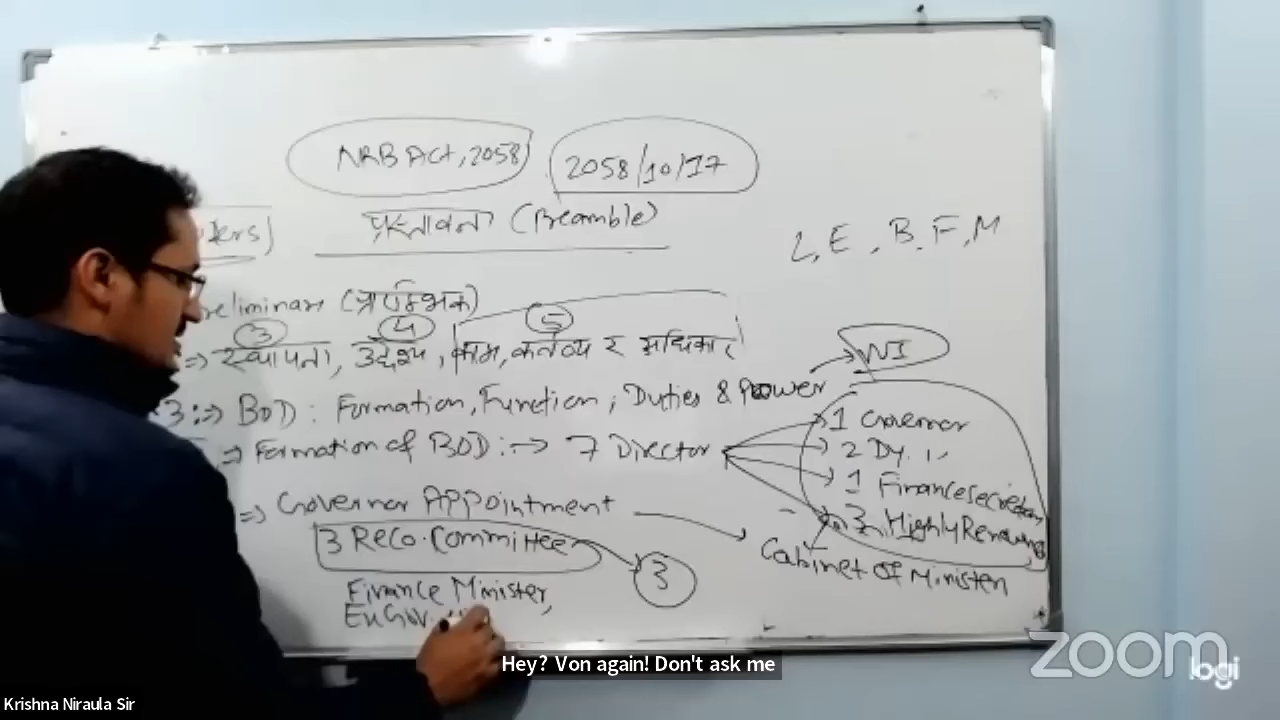 NRB Act, 2058 2058/10/17
प्रस्तावना (Preamble)
L, E, B, F, M
reliminary (प्रारम्भिक)
3 4 5
=> स्थापना, उद्देश्य, काम, कर्तव्य र अधिकार
3 :=> BOD : Formation, Function, Duties & Power
=> Formation of BOD :-> 7 Director
1 Governor
2 Dy. "
1 Finance Secretary
3 Highly
=> Governor Appointment
Cabinet of Minister
3 Reco. Committee 3
Finance Minister,
Ex Gov.
Hey? Von again! Don't ask me
Krishna Niraula Sir
zoom
logi